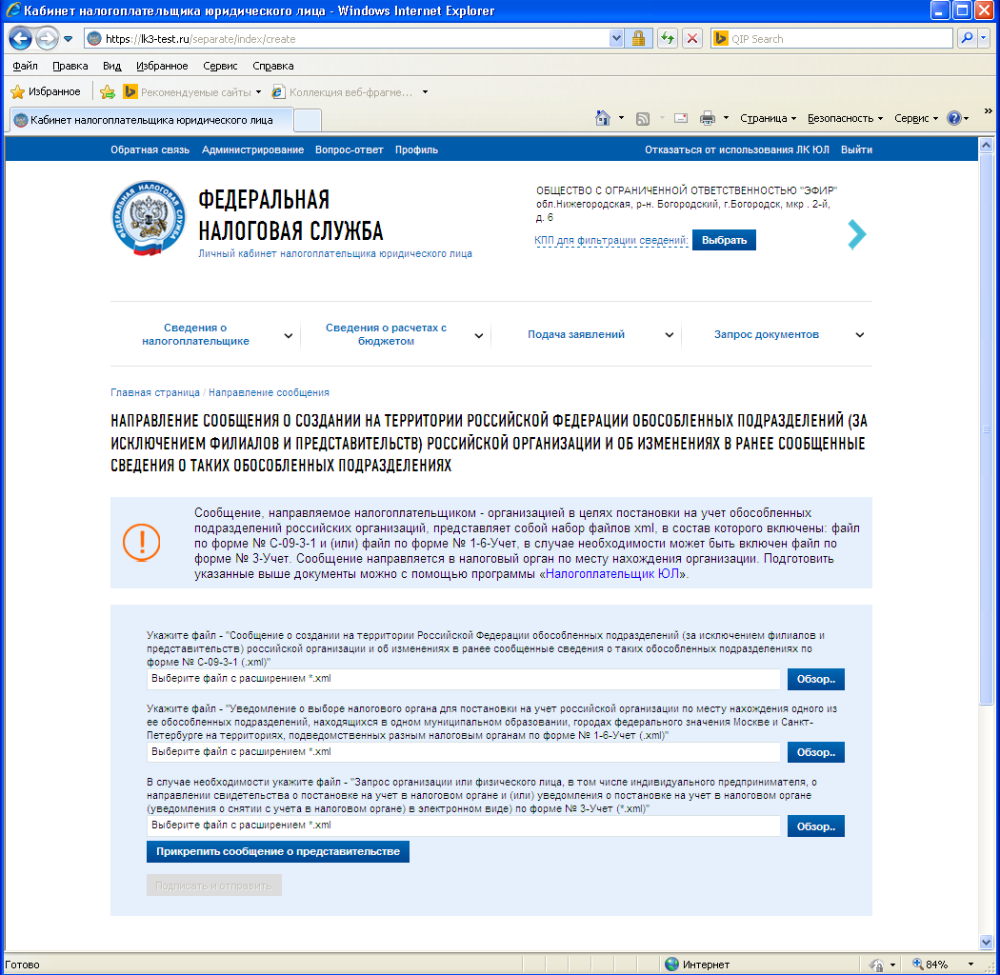 Кабинет налогоплательщика юридического лица - Windows Internet Explorer
https://lk3-test.ru/separate/index/create
QIP Search
Файл Правка Вид Избранное Сервис Справка
Избранное Рекомендуемые сайты Коллекция веб-фрагме...
Кабинет налогоплательщика юридического лица
Страница Безопасность Сервис »
Обратная связь Администрирование Вопрос-ответ Профиль Отказаться от использования ЛК ЮЛ Выйти
ФЕДЕРАЛЬНАЯ НАЛОГОВАЯ СЛУЖБА
ФЕДЕРАЛЬНАЯ
НАЛОГОВАЯ СЛУЖБА
Личный кабинет налогоплательщика юридического лица
ОБЩЕСТВО С ОГРАНИЧЕННОЙ ОТВЕТСТВЕННОСТЬЮ "ЭФИР"
обл.Нижегородская, р-н. Богородский, г.Богородск, мкр . 2-й,
д. 6
КПП для фильтрации сведений: Выбрать
Сведения о
налогоплательщике
Сведения о расчетах с
бюджетом
Подача заявлений
Запрос документов
Главная страница / Направление сообщения
НАПРАВЛЕНИЕ СООБЩЕНИЯ О СОЗДАНИИ НА ТЕРРИТОРИИ РОССИЙСКОЙ ФЕДЕРАЦИИ ОБОСОБЛЕННЫХ ПОДРАЗДЕЛЕНИЙ (ЗА
ИСКЛЮЧЕНИЕМ ФИЛИАЛОВ И ПРЕДСТАВИТЕЛЬСТВ) РОССИЙСКОЙ ОРГАНИЗАЦИИ И ОБ ИЗМЕНЕНИЯХ В РАНЕЕ СООБЩЕННЫЕ
СВЕДЕНИЯ О ТАКИХ ОБОСОБЛЕННЫХ ПОДРАЗДЕЛЕНИЯХ
Сообщение, направляемое налогоплательщиком - организацией в целях постановки на учет обособленных
подразделений российских организаций, представляет собой набор файлов xml, в состав которого включены: файл
по форме № С-09-3-1 и (или) файл по форме № 1-6-Учет, в случае необходимости может быть включен файл по
форме № 3-Учет. Сообщение направляется в налоговый орган по месту нахождения организации. Подготовить
указанные выше документы можно с помощью программы «Налогоплательщик ЮЛ».
Укажите файл - "Сообщение о создании на территории Российской Федерации обособленных подразделений (за исключением филиалов и
представительств) российской организации и об изменениях в ранее сообщенные сведения о таких обособленных подразделениях по
форме № С-09-3-1 (.xml)"
Выберите файл с расширением *.xml Обзор..
Укажите файл - "Уведомление о выборе налогового органа для постановки на учет российской организации по месту нахождения одного из
ее обособленных подразделений, находящихся в одном муниципальном образовании, городах федерального значения Москве и Санкт-
Петербурге на территориях, подведомственных разным налоговым органам по форме № 1-6-Учет (.xml)"
Выберите файл с расширением *.xml Обзор..
В случае необходимости укажите файл - "Запрос организации или физического лица, в том числе индивидуального предпринимателя, о
направлении свидетельства о постановке на учет в налоговом органе и (или) уведомления о постановке на учет в налоговом органе
(уведомления о снятии с учета в налоговом органе) в электронном виде) по форме № 3-Учет (*.xml)"
Выберите файл с расширением *.xml Обзор..
Прикрепить сообщение о представительстве
Подписать и отправить
Готово Интернет 84%